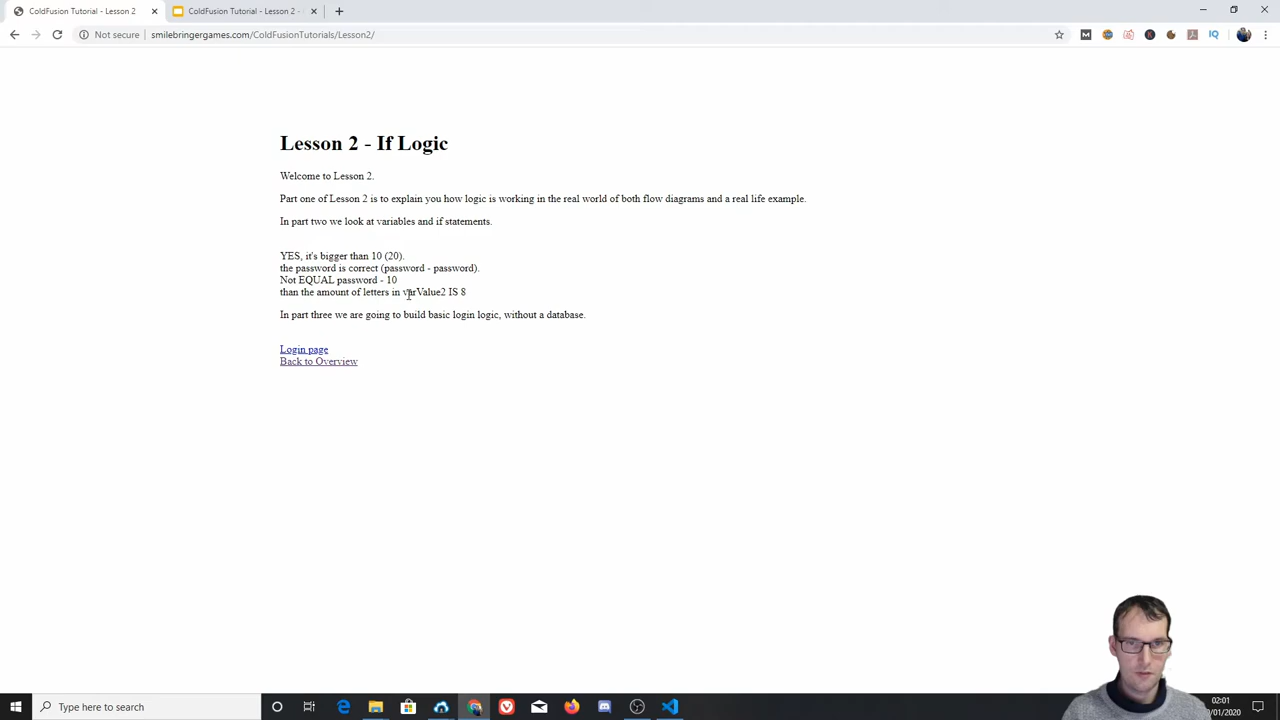 ColdFusion Tutorial - Lesson 2
ColdFusion Tutorial - Lesson 2 -
Not secure
smilebringergames.com/ColdFusionTutorials/Lesson2/
Lesson 2 - If Logic
Welcome to Lesson 2.
Part one of Lesson 2 is to explain you how logic is working in the real world of both flow diagrams and a real life example.
In part two we look at variables and if statements.
YES, it's bigger than 10 (20).
the password is correct (password - password).
Not EQUAL password - 10
than the amount of letters in varValue2 IS 8
In part three we are going to build basic login logic, without a database.
Login page
Back to Overview
Type here to search
02:01
0/01/2020